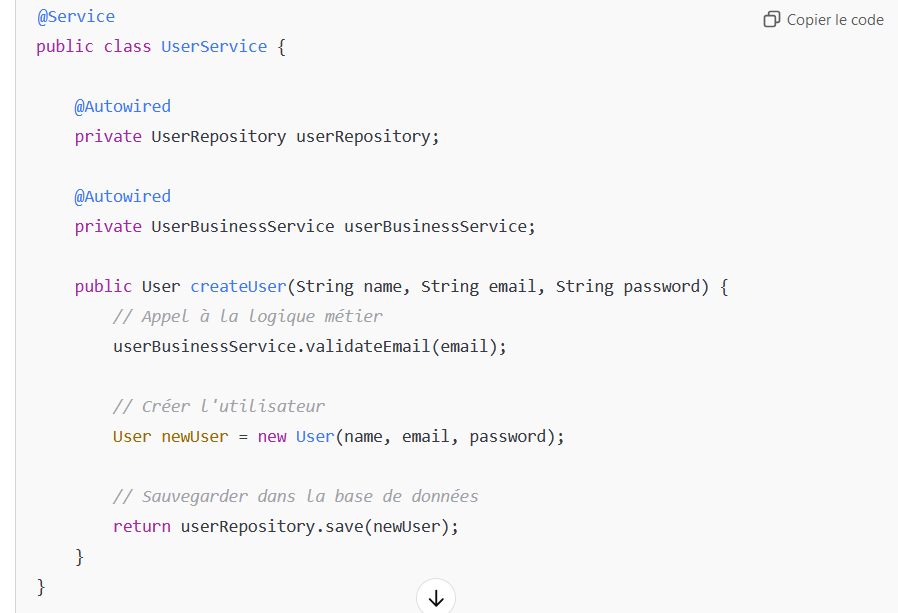 @Service
Copier le code
public class UserService {
@Autowired
private UserRepository userRepository;
@Autowired
private UserBusinessService userBusinessService;
public User createUser(String name, String email, String password) {
// Appel à la logique métier
userBusinessService.validateEmail(email);
// Créer l'utilisateur
User newUser = new User(name, email, password);
// Sauvegarder dans la base de données
return userRepository.save(newUser);
}
}